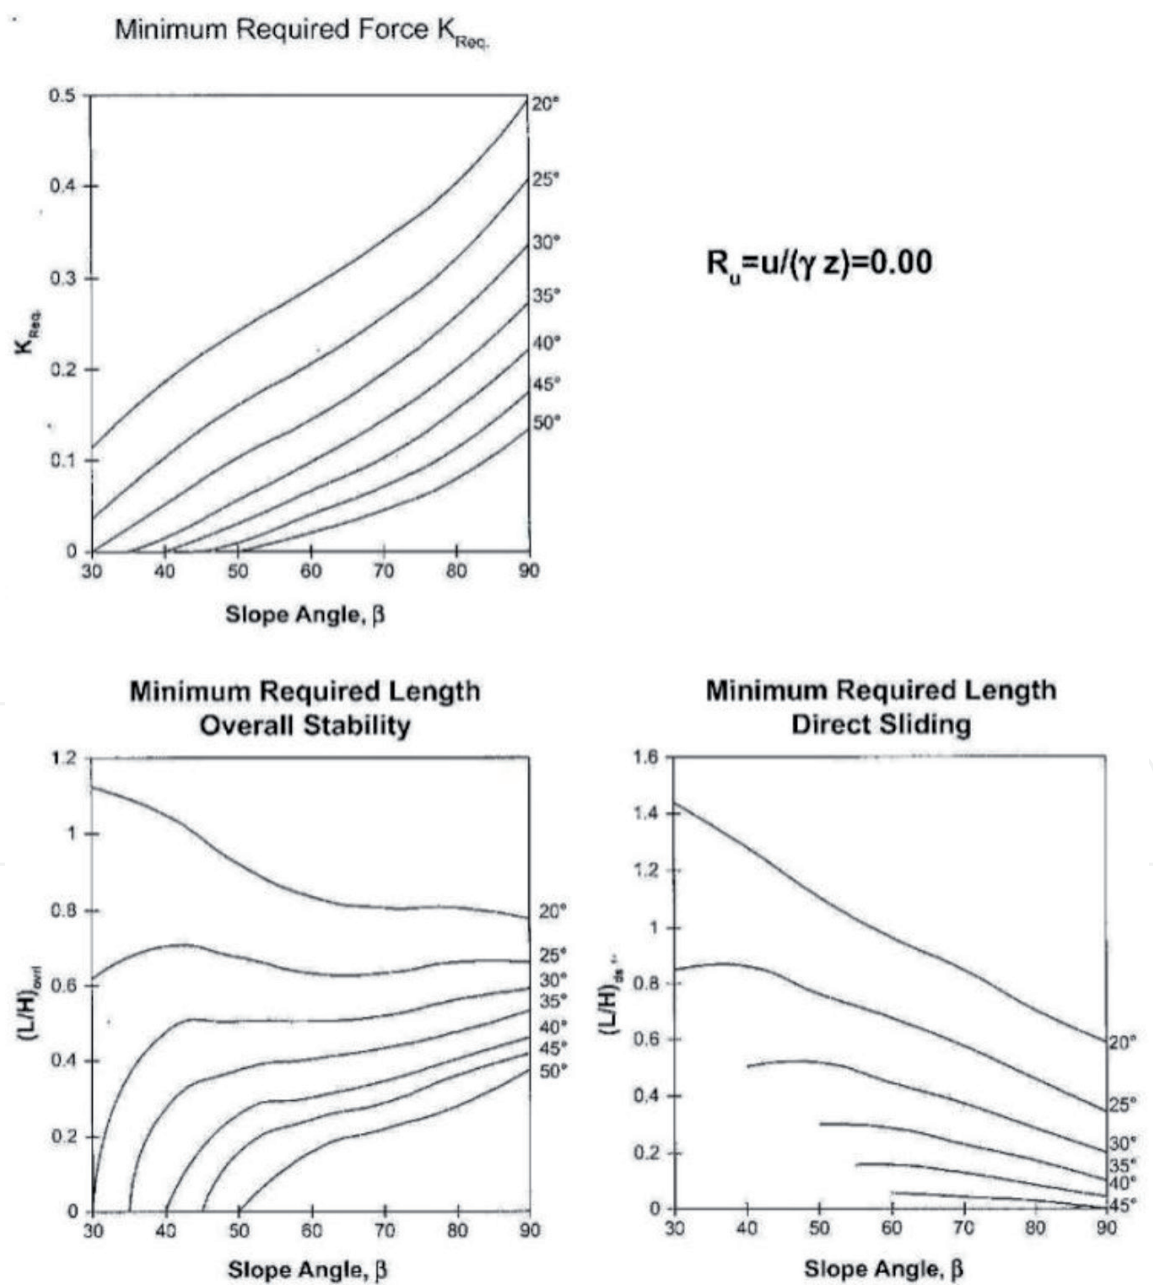 Minimum Required Force K_Req.
0.5
0.4
0.3
0.2
0.1
0
K_Req.
20°
25°
30°
35°
40°
45°
50°
30 40 50 60 70 80 90
Slope Angle, β
R_u=u/(γ z)=0.00
Minimum Required Length
Overall Stability
1.2
1
0.8
0.6
0.4
0.2
0
(L/H)_ovrl
20°
25°
30°
35°
40°
45°
50°
30 40 50 60 70 80 90
Slope Angle, β
Minimum Required Length
Direct Sliding
1.6
1.4
1.2
1
0.8
0.6
0.4
0.2
0
(L/H)_ds
20°
25°
30°
35°
40°
45°
30 40 50 60 70 80 90
Slope Angle, β